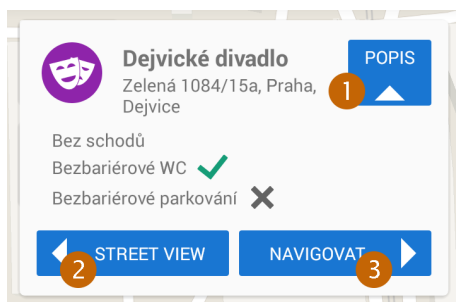 Dejvické divadlo
POPIS
Zelená 1084/15a, Praha,
Dejvice
1
Bez schodů
Bezbariérové WC
Bezbariérové parkování
STREET VIEW
NAVIGOVAT
2
3